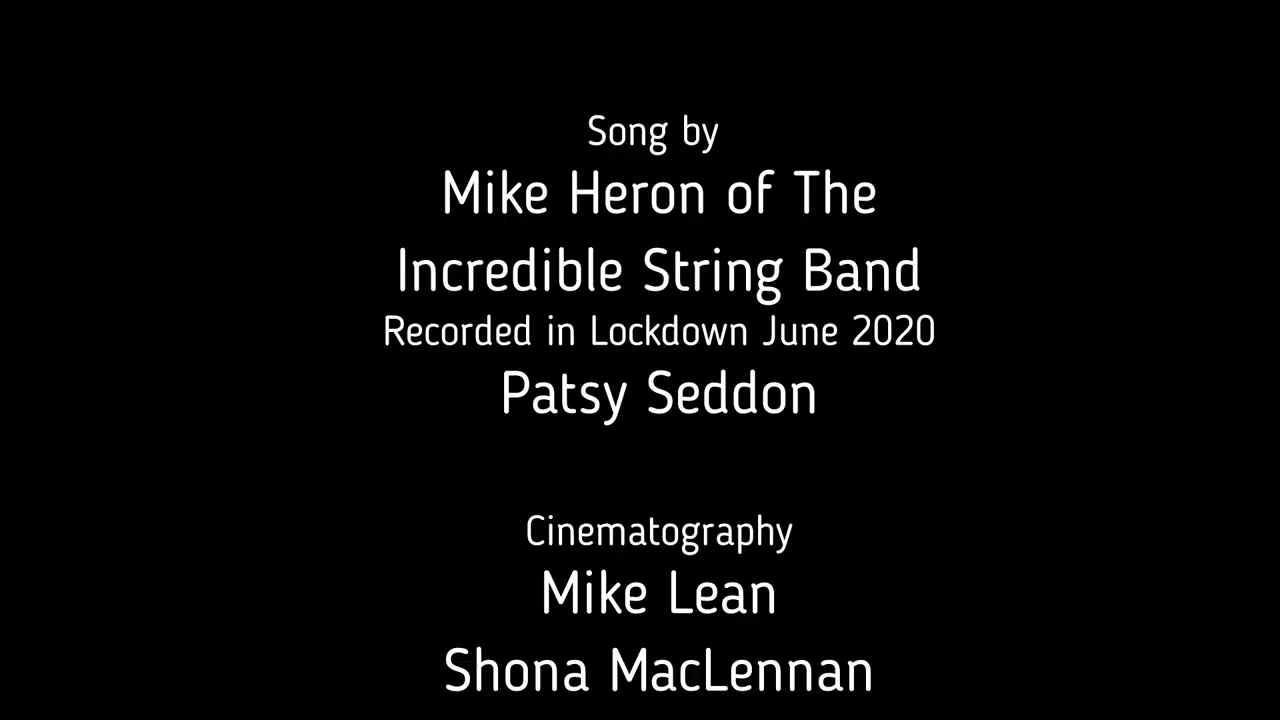 Song by
Mike Heron of The
Incredible String Band
Recorded in Lockdown June 2020
Patsy Seddon
Cinematography
Mike Lean
Shona MacLennan